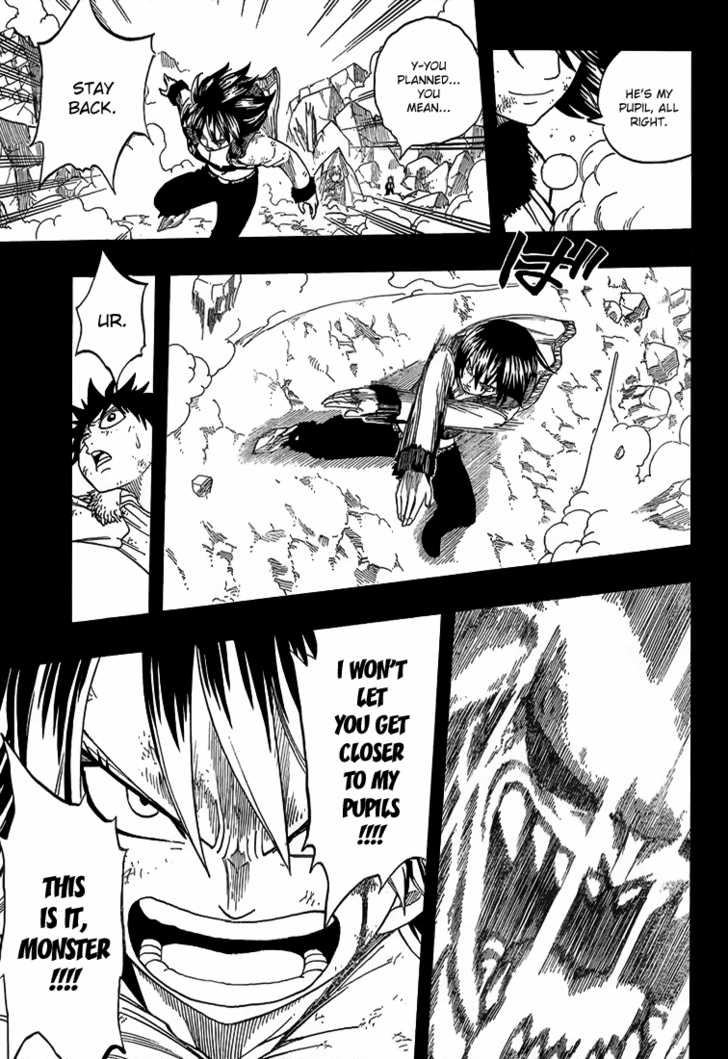 HE'S MY
PUPIL, ALL
RIGHT.
Y-YOU
PLANNED...
YOU
MEAN...
STAY
BACK.
ばっ
UR.
I WON'T
LET
YOU GET
CLOSER
TO MY
PUPILS
!!!!
THIS
IS IT,
MONSTER
!!!!